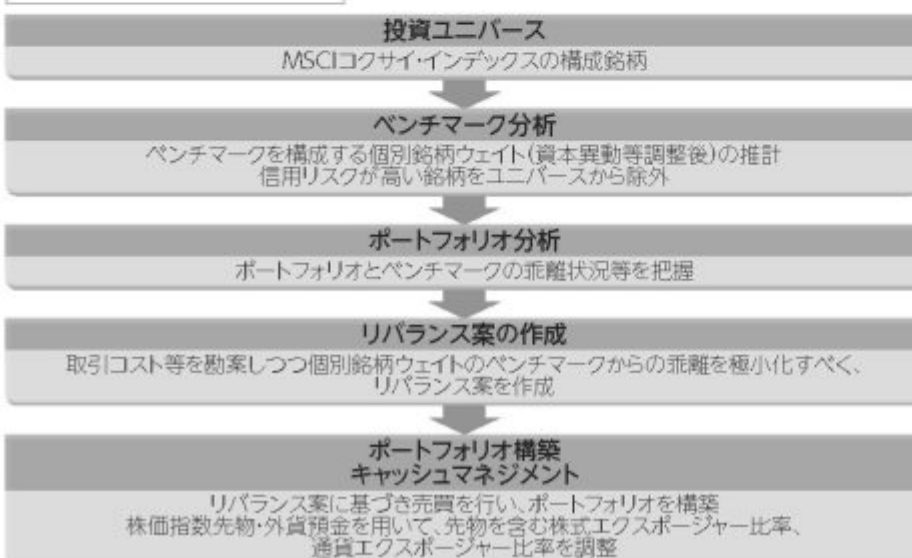 投資ユニバース
MSCIコクサイ・インデックスの構成銘柄
ベンチマーク分析
ベンチマークを構成する個別銘柄ウェイト(資本異動等調整後)の推計
信用リスクが高い銘柄をユニバースから除外
ポートフォリオ分析
ポートフォリオとベンチマークの乖離状況等を把握
リバランス案の作成
取引コスト等を勘案しつつ個別銘柄ウェイトのベンチマークからの乖離を極小化すべく、
リバランス案を作成
ポートフォリオ構築
キャッシュマネジメント
リバランス案に基づき売買を行い、ポートフォリオを構築
株価指数先物・外貨預金を用いて、先物を含む株式エクスポージャー比率、
通貨エクスポージャー比率を調整